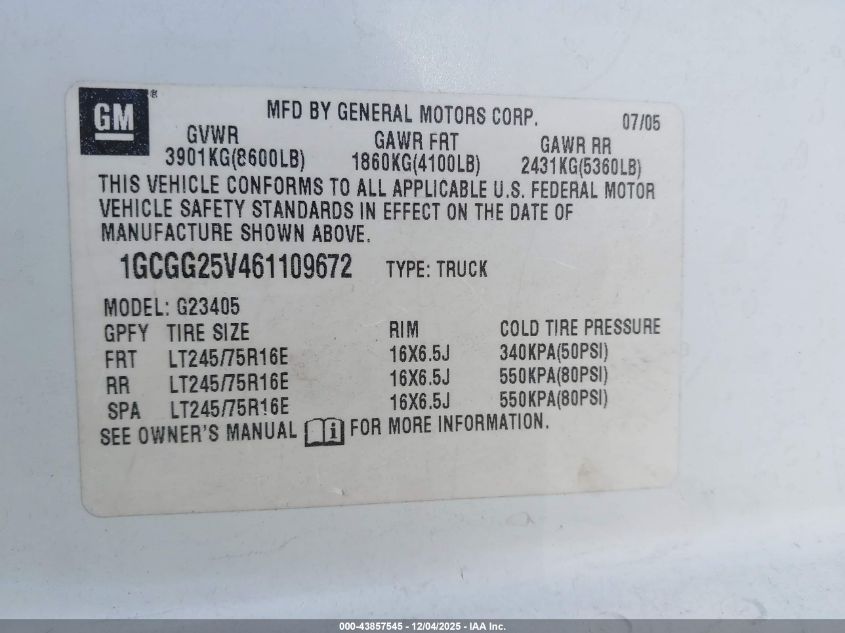 GM ®
MFD BY GENERAL MOTORS CORP. 07/05
GVWR GAWR FRT GAWR RR
3901KG(8600LB) 1860KG(4100LB) 2431KG(5360LB)
THIS VEHICLE CONFORMS TO ALL APPLICABLE U.S. FEDERAL MOTOR
VEHICLE SAFETY STANDARDS IN EFFECT ON THE DATE OF
MANUFACTURE SHOWN ABOVE.
1GCGG25V461109672 TYPE: TRUCK
MODEL: G23405
GPFY TIRE SIZE RIM COLD TIRE PRESSURE
FRT LT245/75R16E 16X6.5J 340KPA(50PSI)
RR LT245/75R16E 16X6.5J 550KPA(80PSI)
SPA LT245/75R16E 16X6.5J 550KPA(80PSI)
SEE OWNER'S MANUAL i FOR MORE INFORMATION.
000-43857545 - 12/04/2025 - IAA Inc.